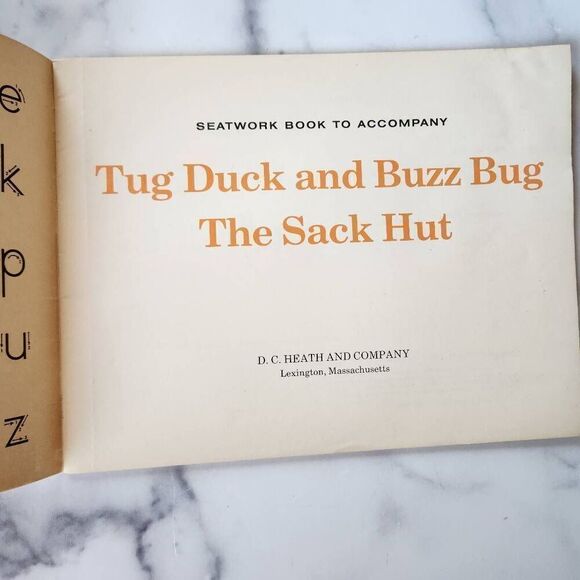 e
k
p
u
z
SEATWORK BOOK TO ACCOMPANY
Tug Duck and Buzz Bug
The Sack Hut
D. C. HEATH AND COMPANY
Lexington, Massachusetts